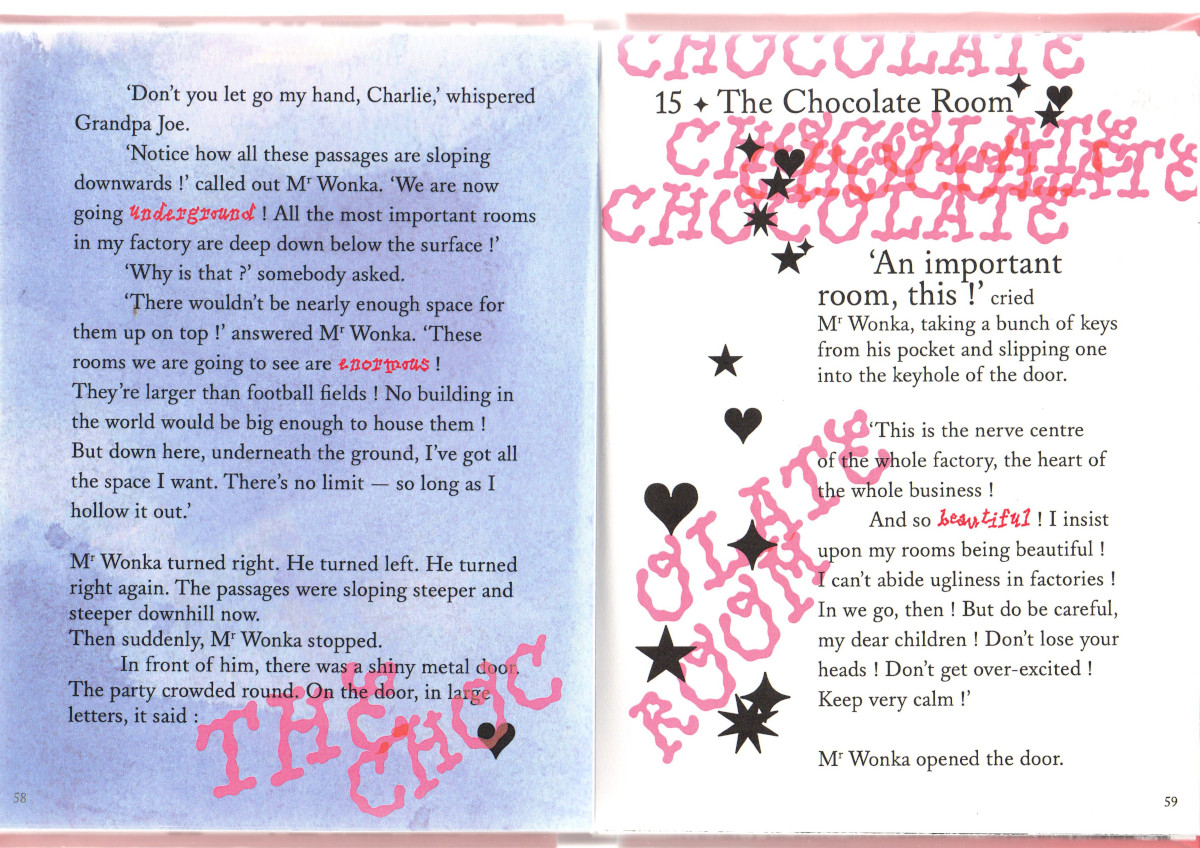 ‘Don’t you let go my hand, Charlie,’ whispered
Grandpa Joe.
‘Notice how all these passages are sloping
downwards !’ called out Mʳ Wonka. ‘We are now
going underground ! All the most important rooms
in my factory are deep down below the surface !’
‘Why is that ?’ somebody asked.
‘There wouldn’t be nearly enough space for
them up on top !’ answered Mʳ Wonka. ‘These
rooms we are going to see are enormous !
They’re larger than football fields ! No building in
the world would be big enough to house them !
But down here, underneath the ground, I’ve got all
the space I want. There’s no limit — so long as I
hollow it out.’
Mʳ Wonka turned right. He turned left. He turned
right again. The passages were sloping steeper and
steeper downhill now.
Then suddenly, Mʳ Wonka stopped.
In front of him, there was a shiny metal door.
The party crowded round. On the door, in large
letters, it said :
THE
CHOC
58
CHOCOLATE
15 ✦ The Chocolate Room
CHOCOLATE
CHOCOLATE
CHOCOLATE
‘An important
room, this !’ cried
Mʳ Wonka, taking a bunch of keys
from his pocket and slipping one
into the keyhole of the door.
OLATE
ROOM
‘This is the nerve centre
of the whole factory, the heart of
the whole business !
And so beautiful ! I insist
upon my rooms being beautiful !
I can’t abide ugliness in factories !
In we go, then ! But do be careful,
my dear children ! Don’t lose your
heads ! Don’t get over-excited !
Keep very calm !’
Mʳ Wonka opened the door.
59